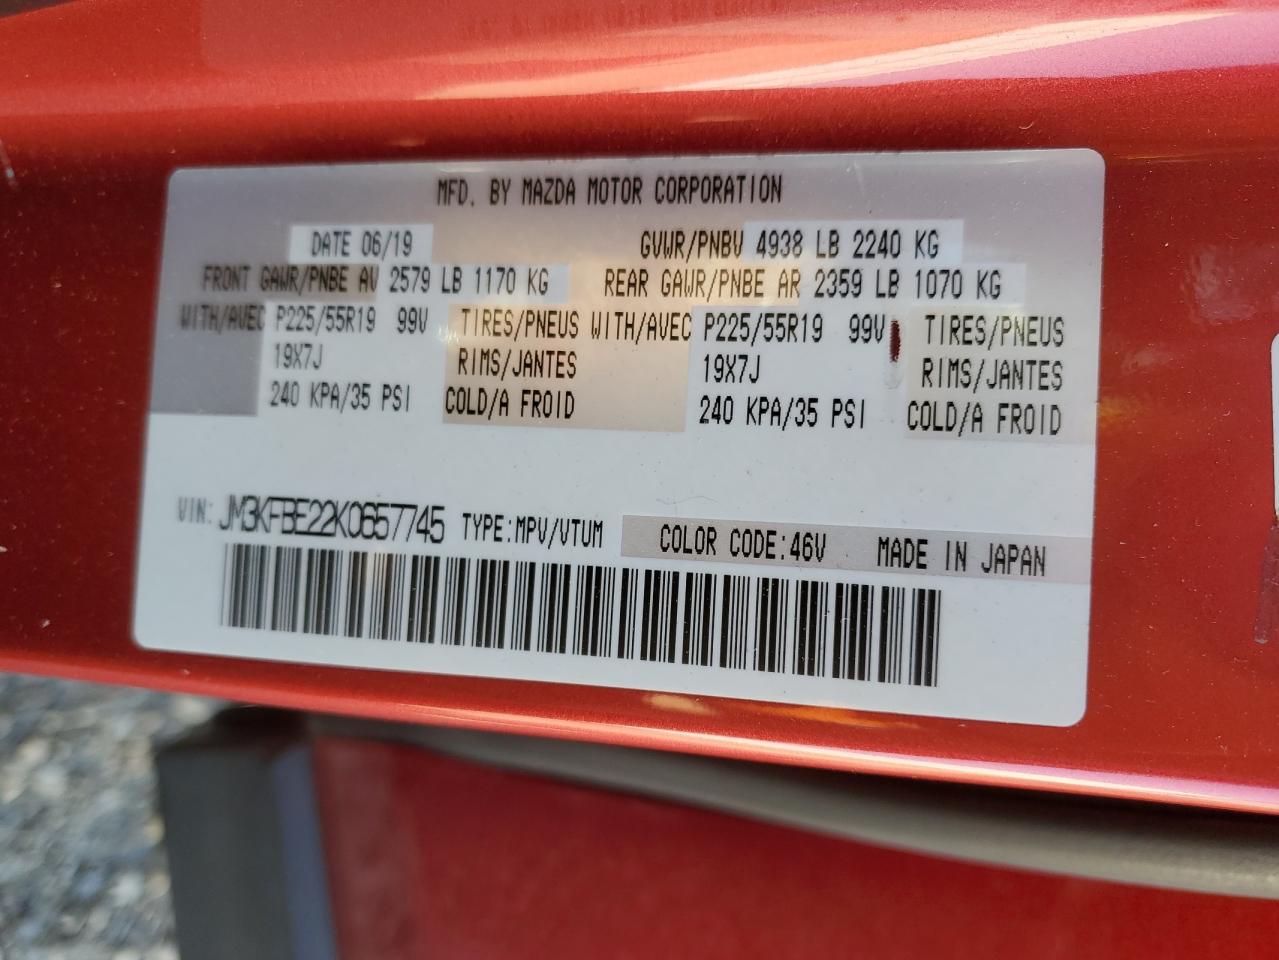 MFD. BY MAZDA MOTOR CORPORATION
DATE 06/19 GVWR/PNBV 4938 LB 2240 KG
FRONT GAWR/PNBE AV 2579 LB 1170 KG REAR GAWR/PNBE AR 2359 LB 1070 KG
WITH/AVEC P225/55R19 99V TIRES/PNEUS WITH/AVEC P225/55R19 99V TIRES/PNEUS
19X7J RIMS/JANTES 19X7J RIMS/JANTES
240 KPA/35 PSI COLD/A FROID 240 KPA/35 PSI COLD/A FROID
VIN: JM3KFBE22K0657745 TYPE:MPV/VTUM COLOR CODE:46V MADE IN JAPAN